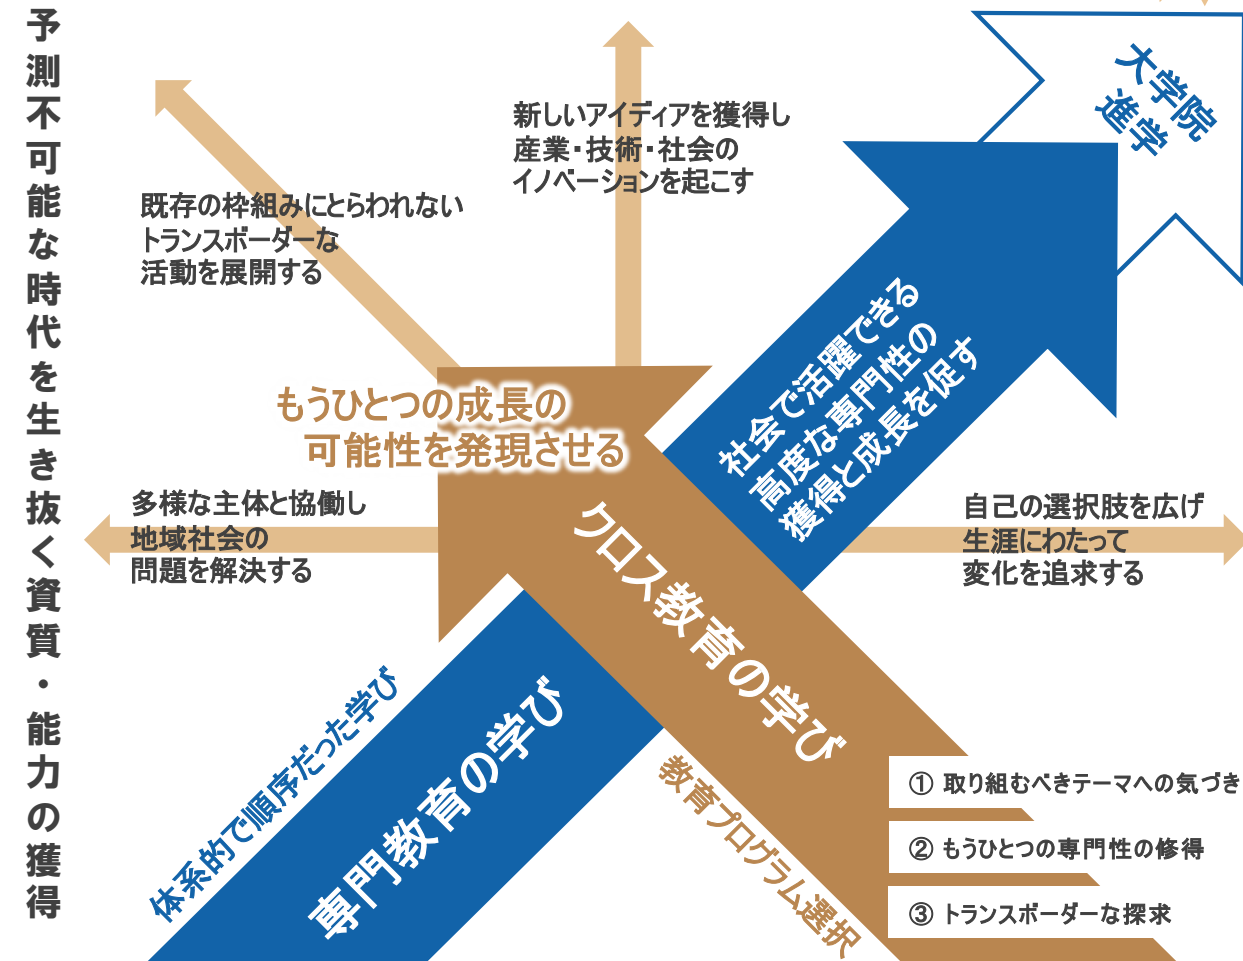 予測不可能な時代を生き抜く資質・能力の獲得
大学院
進学
新しいアイディアを獲得し
産業・技術・社会の
イノベーションを起こす
既存の枠組みにとらわれない
トランスボーダーな
活動を展開する
社会で活躍できる
高度な専門性の
獲得と成長を促す
もうひとつの成長の
可能性を発現させる
多様な主体と協働し
地域社会の
問題を解決する
自己の選択肢を広げ
生涯にわたって
変化を追求する
クロス教育の学び
体系的で順序だった学び
専門教育の学び
教育プログラム選択
① 取り組むべきテーマへの気づき
② もうひとつの専門性の修得
③ トランスボーダーな探求